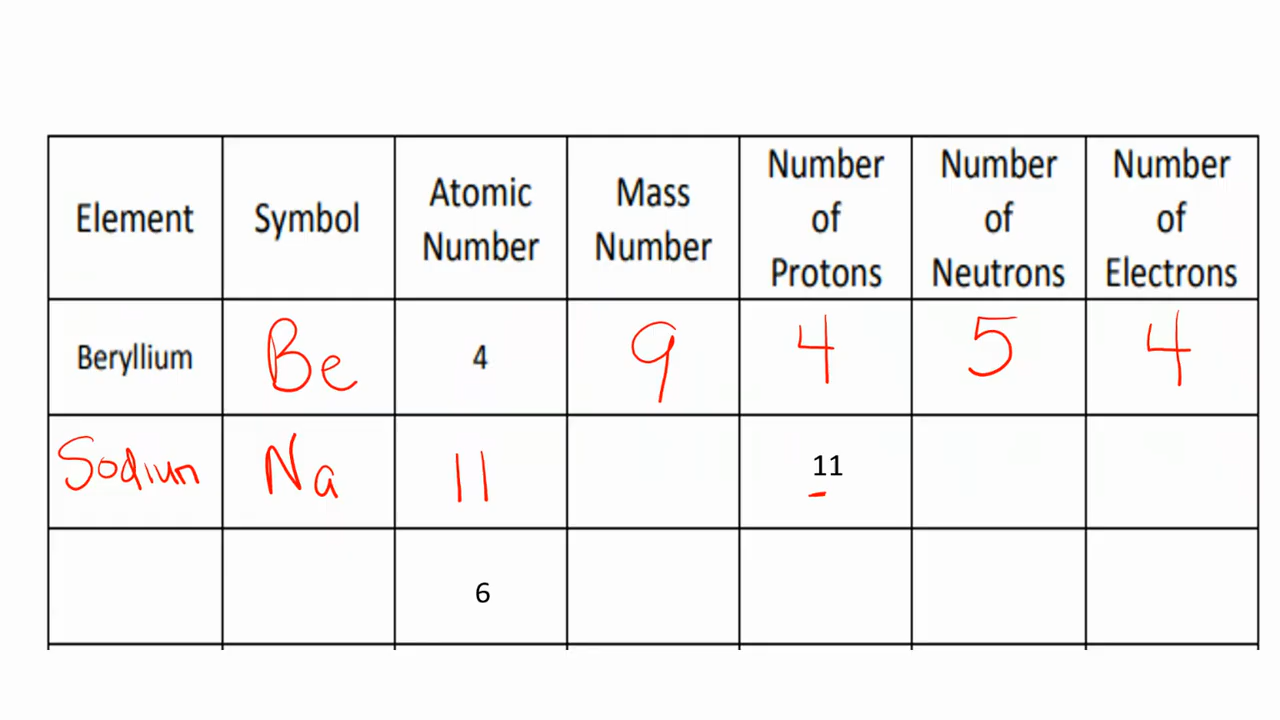 Element Symbol Atomic Number Mass Number Number of Protons Number of Neutrons Number of Electrons
Beryllium Be 4 9 4 5 4
Sodiun Na 11 11
6